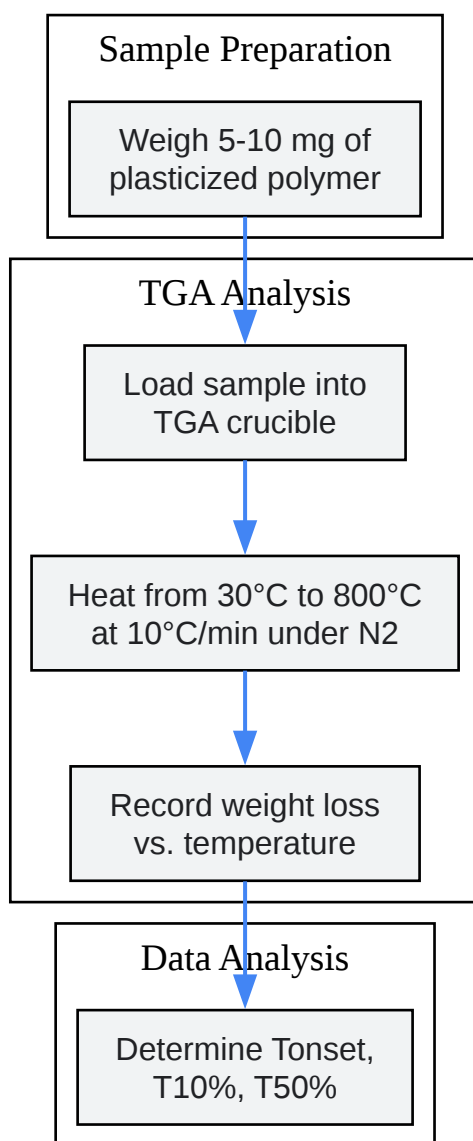 Sample Preparation
Weigh 5-10 mg of
plasticized polymer
TGA Analysis
Load sample into
TGA crucible
Heat from 30°C to 800°C
at 10°C/min under N2
Record weight loss
vs. temperature
Data Analysis
Determine Tonset,
T10%, T50%